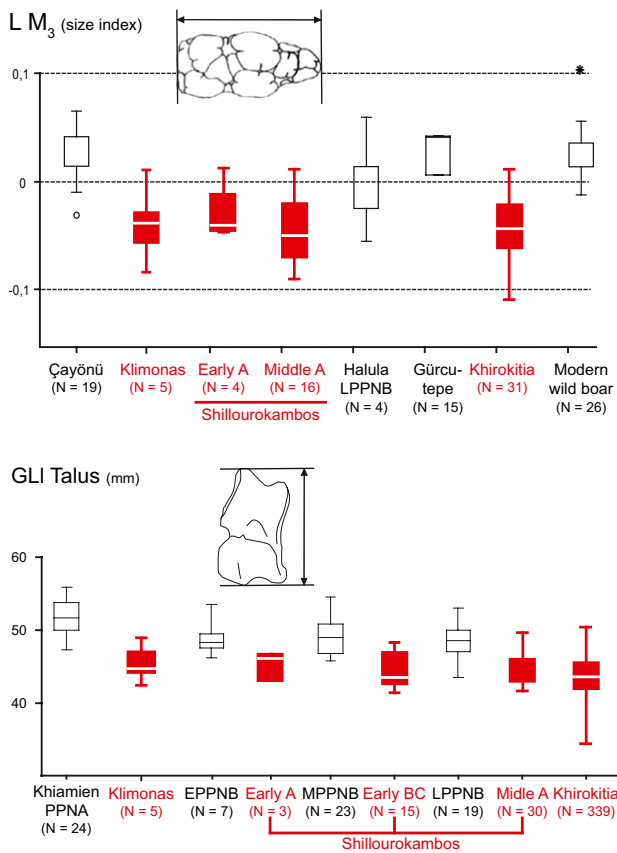 L M3 (size index)
0,1
0
-0,1
Çayönü Klimonas Early A Middle A Halula Gürcu- Khirokitia Modern
(N = 19) (N = 5) (N = 4) (N = 16) LPPNB tepe (N = 31) wild boar
Shillourokambos (N = 4) (N = 15) (N = 26)
GLl Talus (mm)
60
50
40
Khiamien Klimonas EPPNB Early A MPPNB Early BC LPPNB Midle A Khirokitia
PPNA (N = 5) (N = 7) (N = 3) (N = 23) (N = 15) (N = 19) (N = 30) (N = 339)
(N = 24)
Shillourokambos